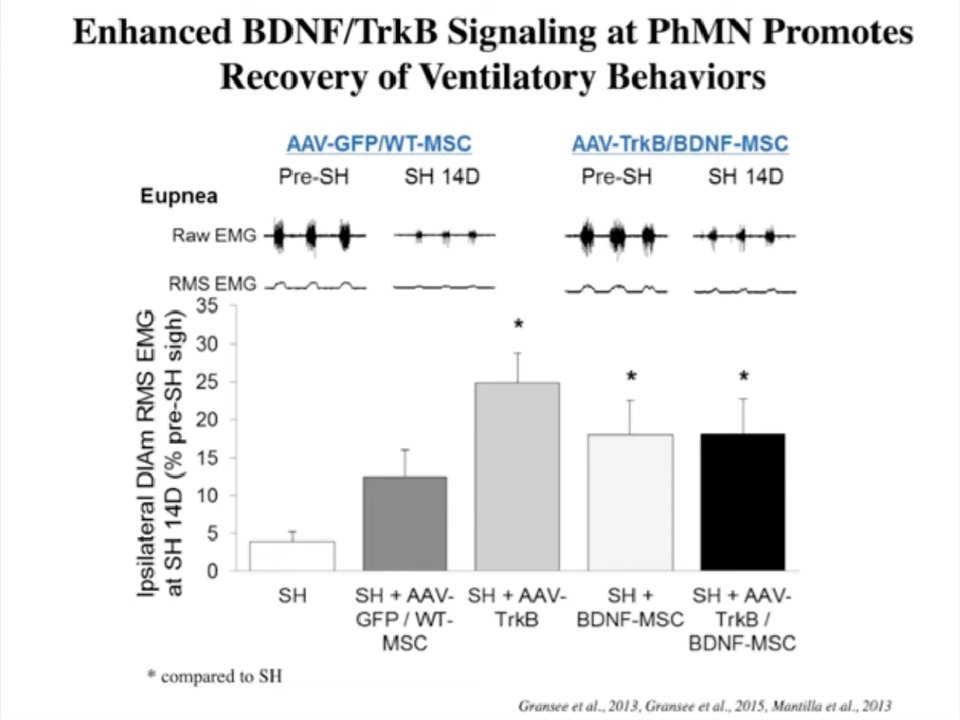 Enhanced BDNF/TrkB Signaling at PhMN Promotes
Recovery of Ventilatory Behaviors
AAV-GFP/WT-MSC
AAV-TrkB/BDNF-MSC
Pre-SH
SH 14D
Pre-SH
SH 14D
Eupnea
Raw EMG
RMS EMG
Ipsilateral DIAm RMS EMG
at SH 14D (% pre-SH sigh)
35
30
25
20
15
10
5
0
*
*
*
SH
SH + AAV-
GFP / WT-
MSC
SH + AAV-
TrkB
SH +
BDNF-MSC
SH + AAV-
TrkB /
BDNF-MSC
* compared to SH
Gransee et al., 2013, Gransee et al., 2015, Mantilla et al., 2013